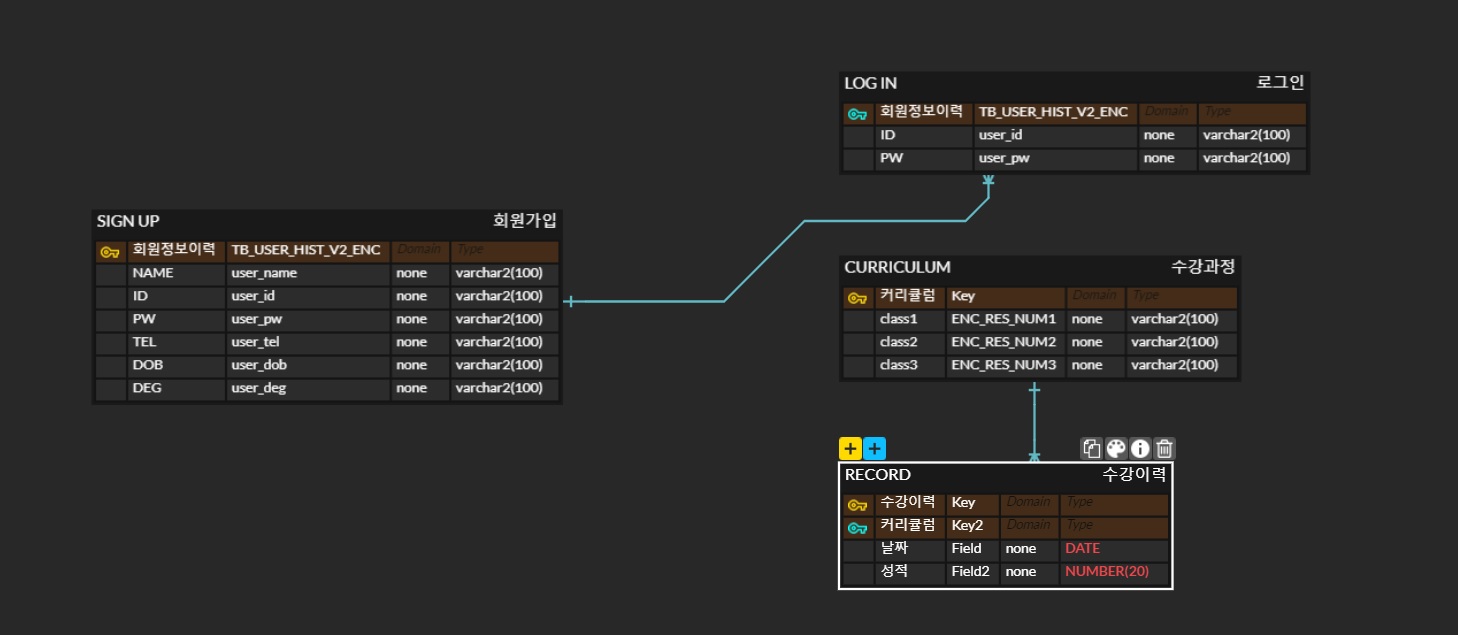 LOG IN 로그인
회원정보이력 TB_USER_HIST_V2_ENC Domain Type
ID user_id none varchar2(100)
PW user_pw none varchar2(100)
SIGN UP 회원가입
회원정보이력 TB_USER_HIST_V2_ENC Domain Type
NAME user_name none varchar2(100)
ID user_id none varchar2(100)
PW user_pw none varchar2(100)
TEL user_tel none varchar2(100)
DOB user_dob none varchar2(100)
DEG user_deg none varchar2(100)
CURRICULUM 수강과정
커리큘럼 Key Domain Type
class1 ENC_RES_NUM1 none varchar2(100)
class2 ENC_RES_NUM2 none varchar2(100)
class3 ENC_RES_NUM3 none varchar2(100)
RECORD 수강이력
수강이력 Key Domain Type
커리큘럼 Key2 Domain Type
날짜 Field none DATE
성적 Field2 none NUMBER(20)